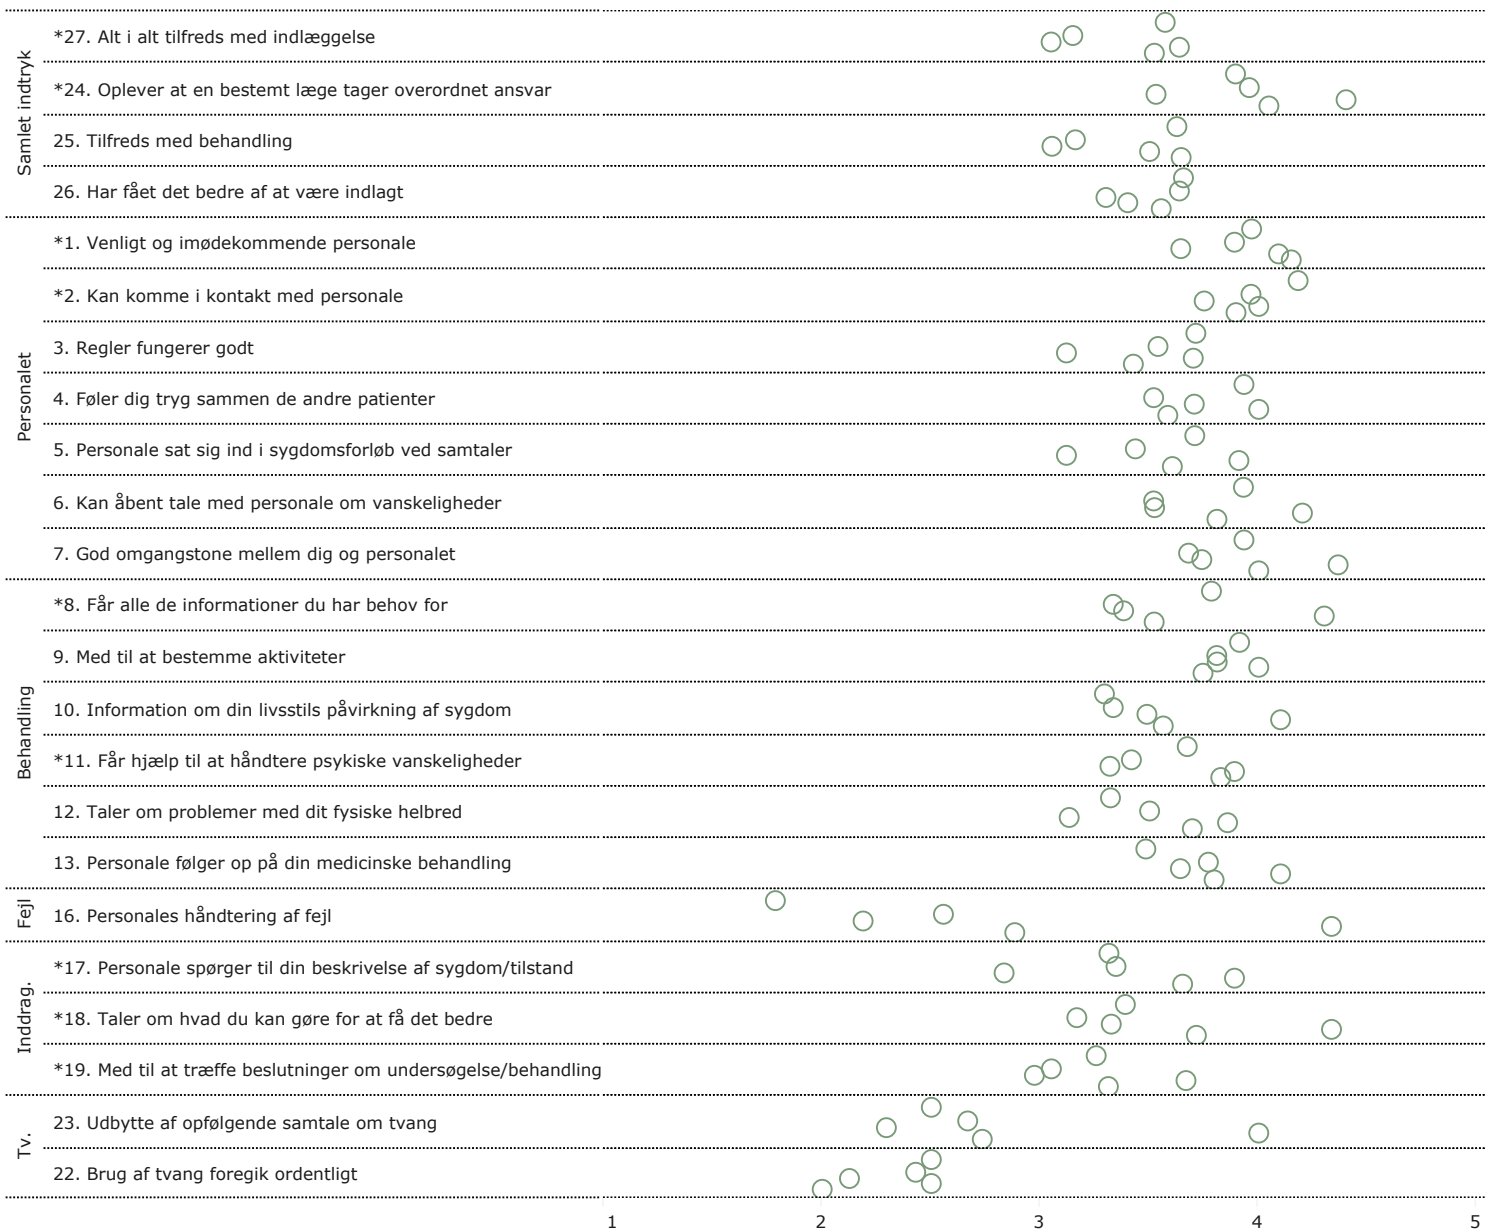 Samlet indtryk
*27. Alt i alt tilfreds med indlæggelse
*24. Oplever at en bestemt læge tager overordnet ansvar
25. Tilfreds med behandling
26. Har fået det bedre af at være indlagt
Personalet
*1. Venligt og imødekommende personale
*2. Kan komme i kontakt med personale
3. Regler fungerer godt
4. Føler dig tryg sammen de andre patienter
5. Personale sat sig ind i sygdomsforløb ved samtaler
6. Kan åbent tale med personale om vanskeligheder
7. God omgangstone mellem dig og personalet
Behandling
*8. Får alle de informationer du har behov for
9. Med til at bestemme aktiviteter
10. Information om din livsstils påvirkning af sygdom
*11. Får hjælp til at håndtere psykiske vanskeligheder
12. Taler om problemer med dit fysiske helbred
13. Personale følger op på din medicinske behandling
Fejl
16. Personales håndtering af fejl
Inddrag.
*17. Personale spørger til din beskrivelse af sygdom/tilstand
*18. Taler om hvad du kan gøre for at få det bedre
*19. Med til at træffe beslutninger om undersøgelse/behandling
Tv.
23. Udbytte af opfølgende samtale om tvang
22. Brug af tvang foregik ordentligt
1 2 3 4 5